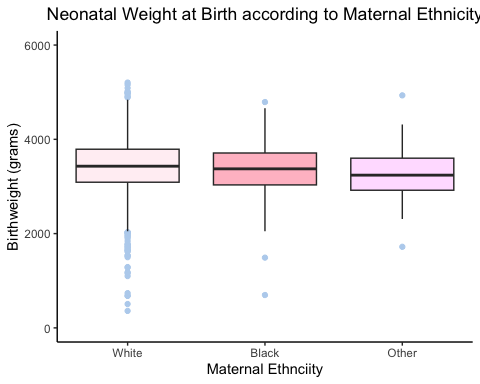 Neonatal Weight at Birth according to Maternal Ethnicity
6000
4000
2000
0
Birthweight (grams)
White Black Other
Maternal Ethnciity